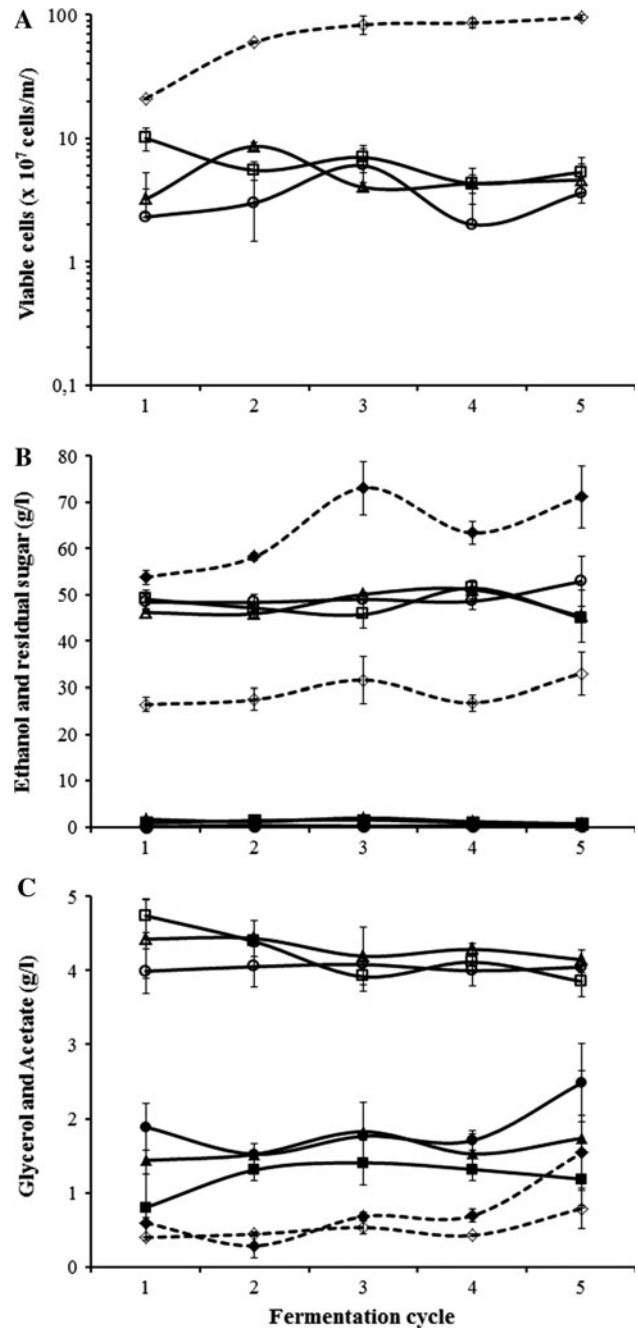 A
Viable cells (x 10⁷ cells/m/)
100
10
1
0,1
1 2 3 4 5
B
Ethanol and residual sugar (g/l)
80
70
60
50
40
30
20
10
0
1 2 3 4 5
C
Glycerol and Acetate (g/l)
5
4
3
2
1
0
1 2 3 4 5
Fermentation cycle